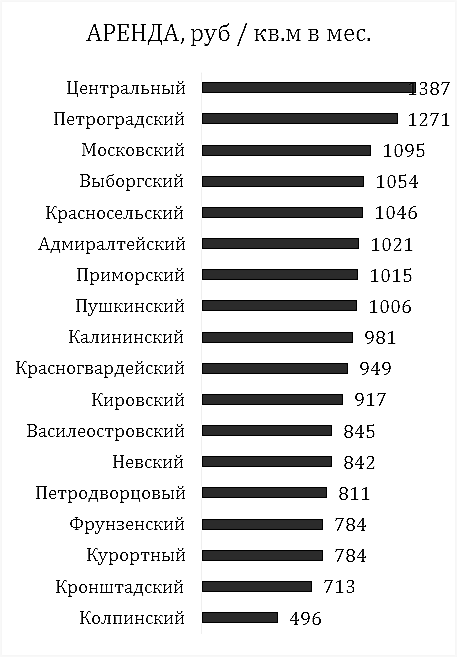 АРЕНДА, руб / кв.м в мес.
Центральный 1387
Петроградский 1271
Московский 1095
Выборгский 1054
Красносельский 1046
Адмиралтейский 1021
Приморский 1015
Пушкинский 1006
Калининский 981
Красногвардейский 949
Кировский 917
Василеостровский 845
Невский 842
Петродворцовый 811
Фрунзенский 784
Курортный 784
Кронштадский 713
Колпинский 496